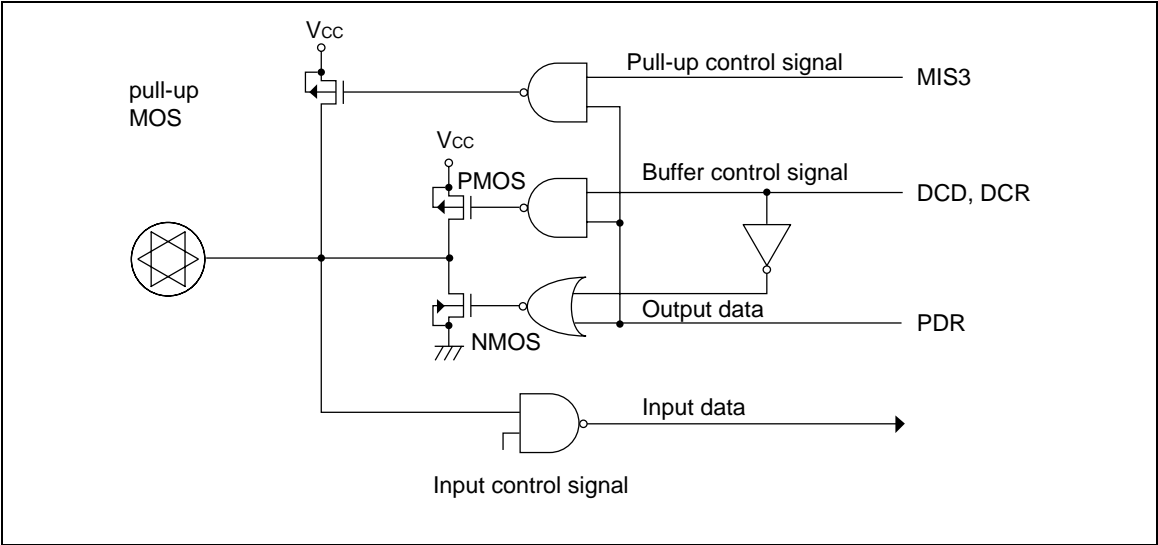 VCC
Pull-up control signal
MIS3
pull-up
MOS
VCC
PMOS
Buffer control signal
DCD, DCR
Output data
PDR
NMOS
Input data
Input control signal